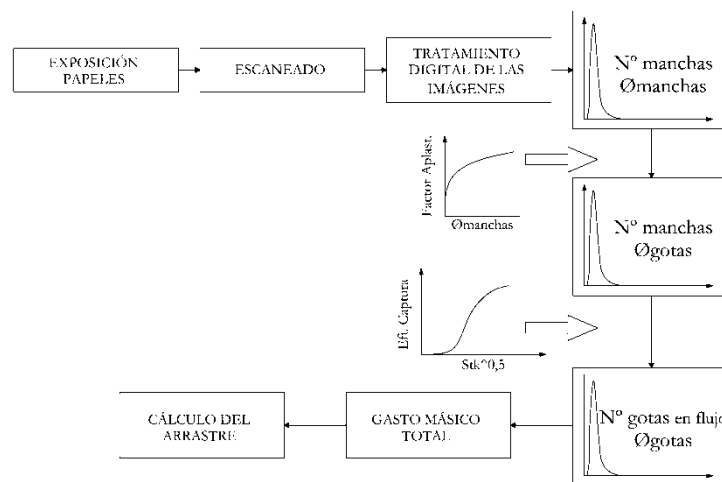 EXPOSICIÓN
PAPELES
ESCANEADO
TRATAMIENTO
DIGITAL DE LAS
IMÁGENES
Nº manchas
Ømanchas
Factor Aplast.
Ømanchas
Nº manchas
Øgotas
Efi. Captura
Stk^0,5
Nº gotas en flujo
Øgotas
GASTO MÁSICO
TOTAL
CÁLCULO DEL
ARRASTRE